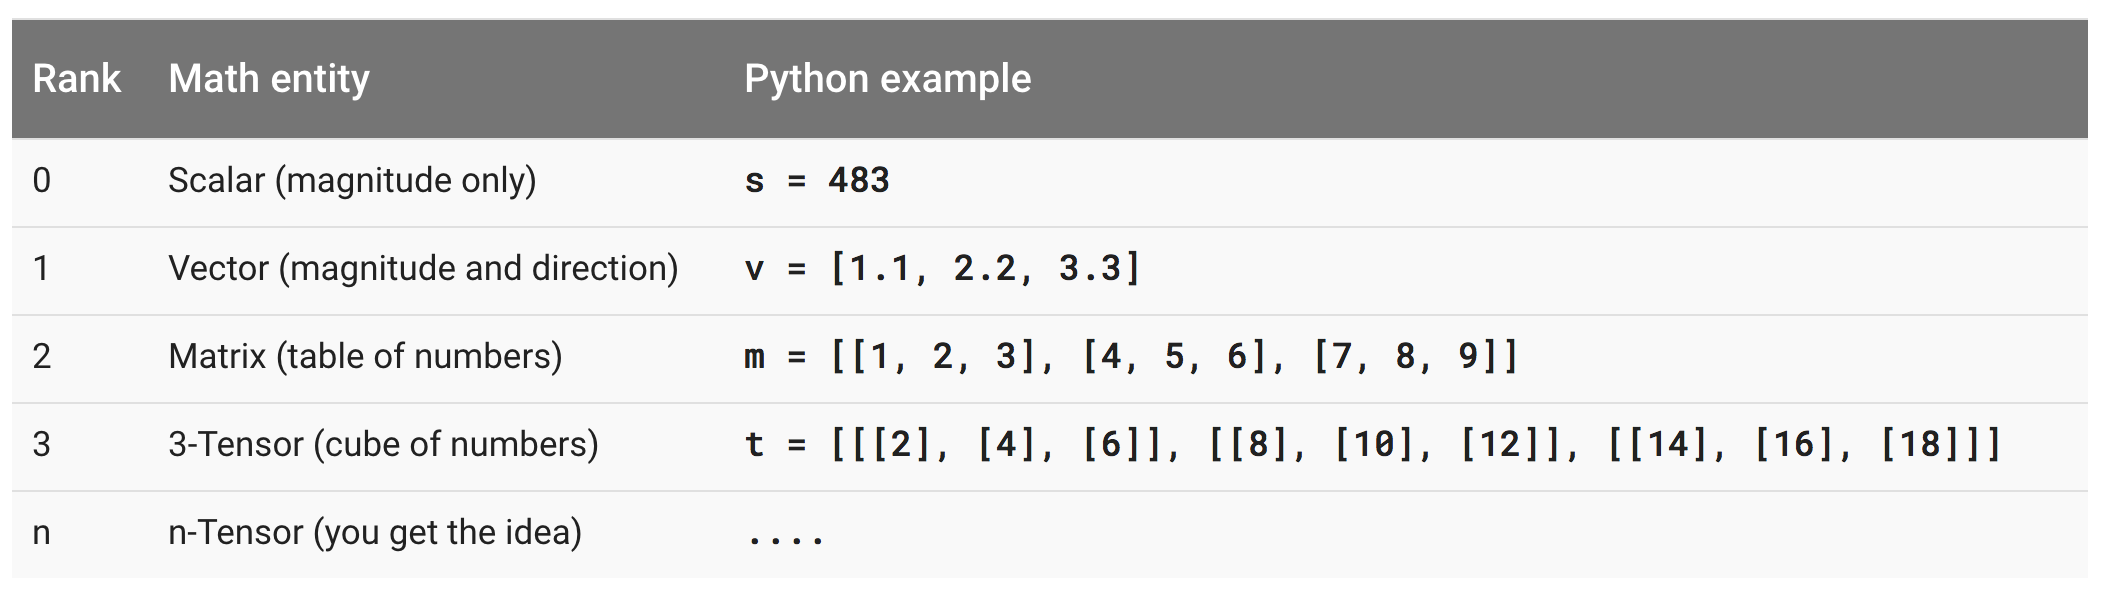 Rank Math entity Python example
0 Scalar (magnitude only) s = 483
1 Vector (magnitude and direction) v = [1.1, 2.2, 3.3]
2 Matrix (table of numbers) m = [[1, 2, 3], [4, 5, 6], [7, 8, 9]]
3 3-Tensor (cube of numbers) t = [[[2], [4], [6]], [[8], [10], [12]], [[14], [16], [18]]]
n n-Tensor (you get the idea) ....